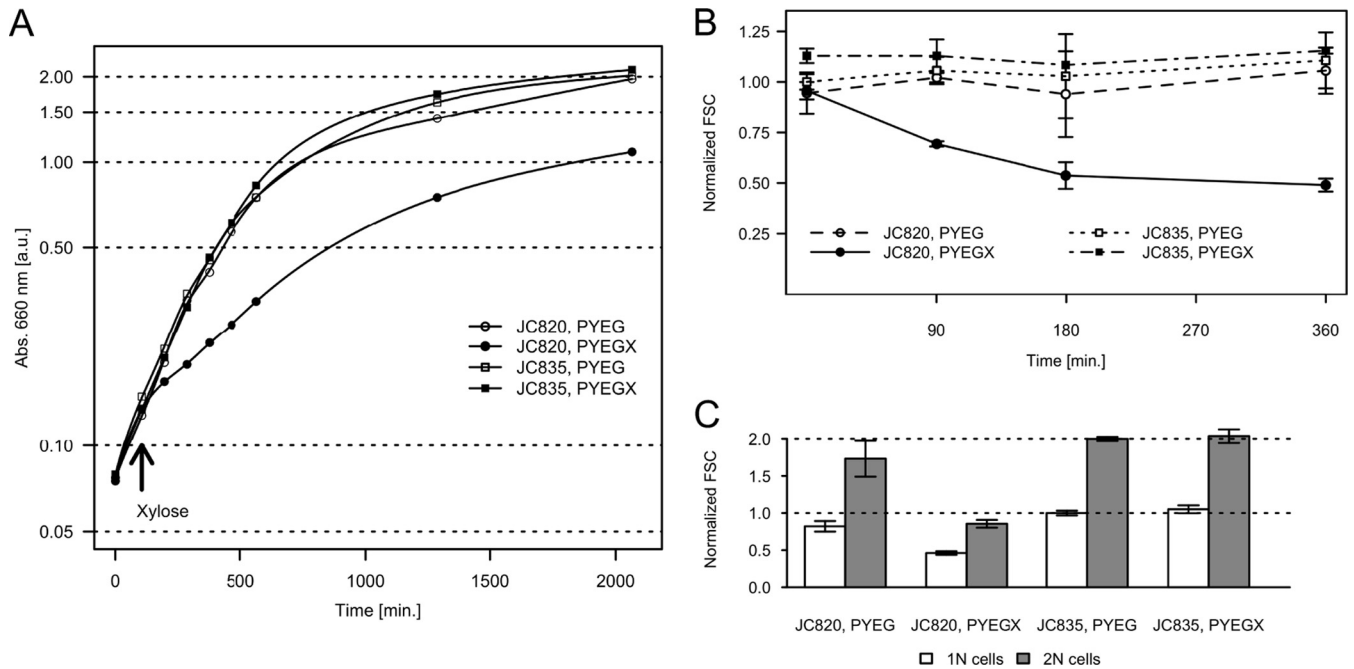 A
Abs. 660 nm [a.u.]
2.00
1.50
1.00
0.50
0.10
0.05
Xylose
JC820, PYEG
JC820, PYEGX
JC835, PYEG
JC835, PYEGX
0 500 1000 1500 2000
Time [min.]
B
Normalized FSC
1.25
1.00
0.75
0.50
0.25
JC820, PYEG JC835, PYEG
JC820, PYEGX JC835, PYEGX
90 180 270 360
Time [min.]
C
Normalized FSC
2.0
1.5
1.0
0.5
0.0
JC820, PYEG JC820, PYEGX JC835, PYEG JC835, PYEGX
1N cells 2N cells